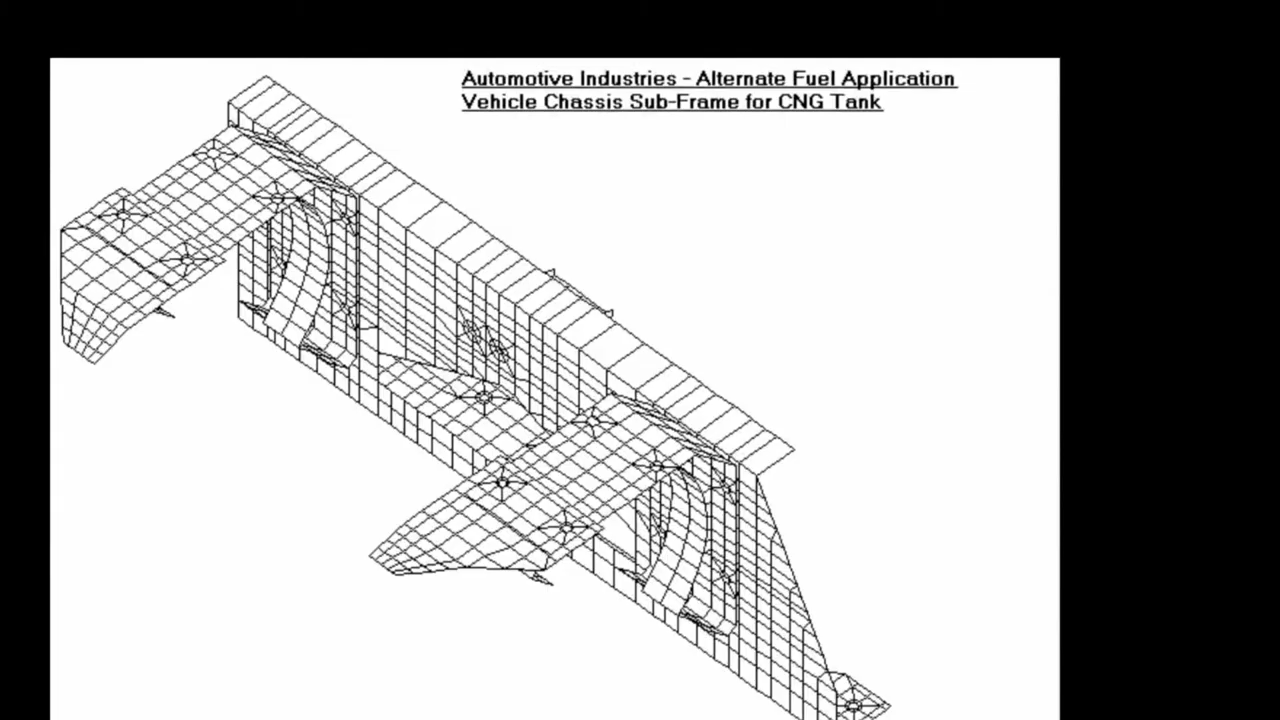 Automotive Industries - Alternate Fuel Application
Vehicle Chassis Sub-Frame for CNG Tank